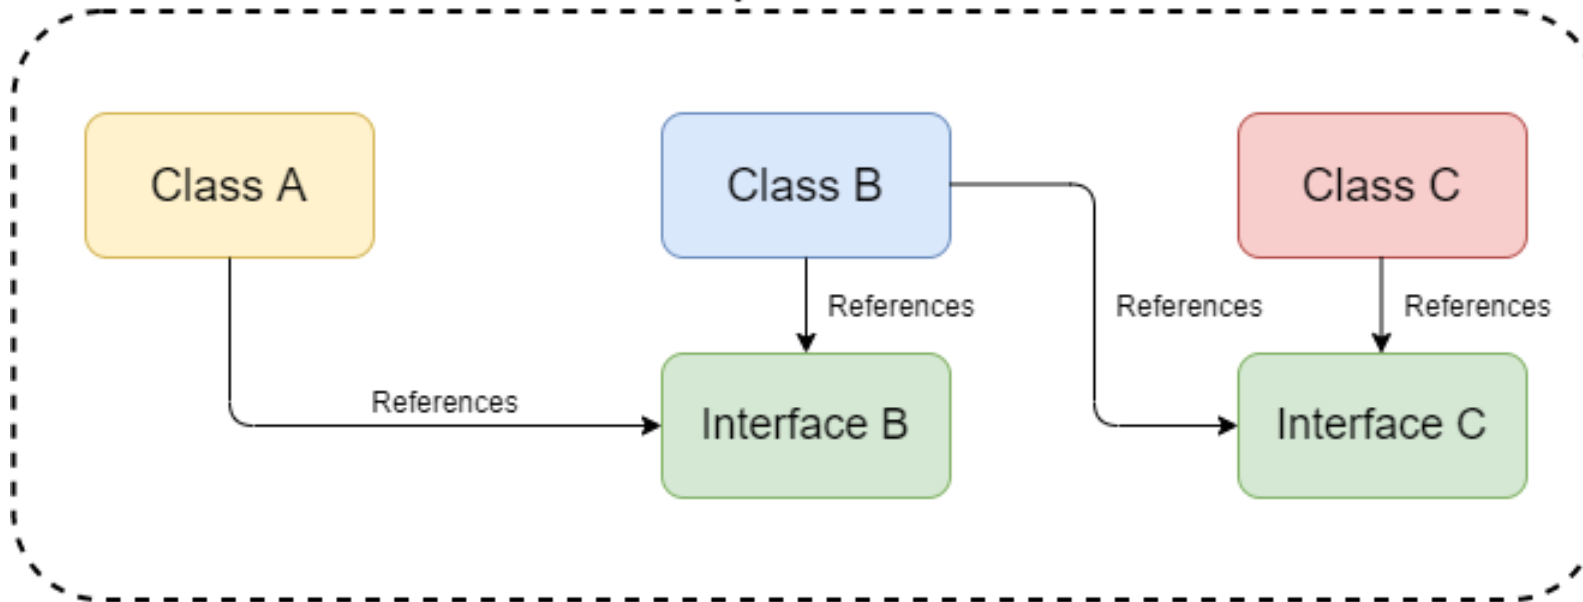 Class A
Class B
Class C
References
References
References
References
Interface B
Interface C